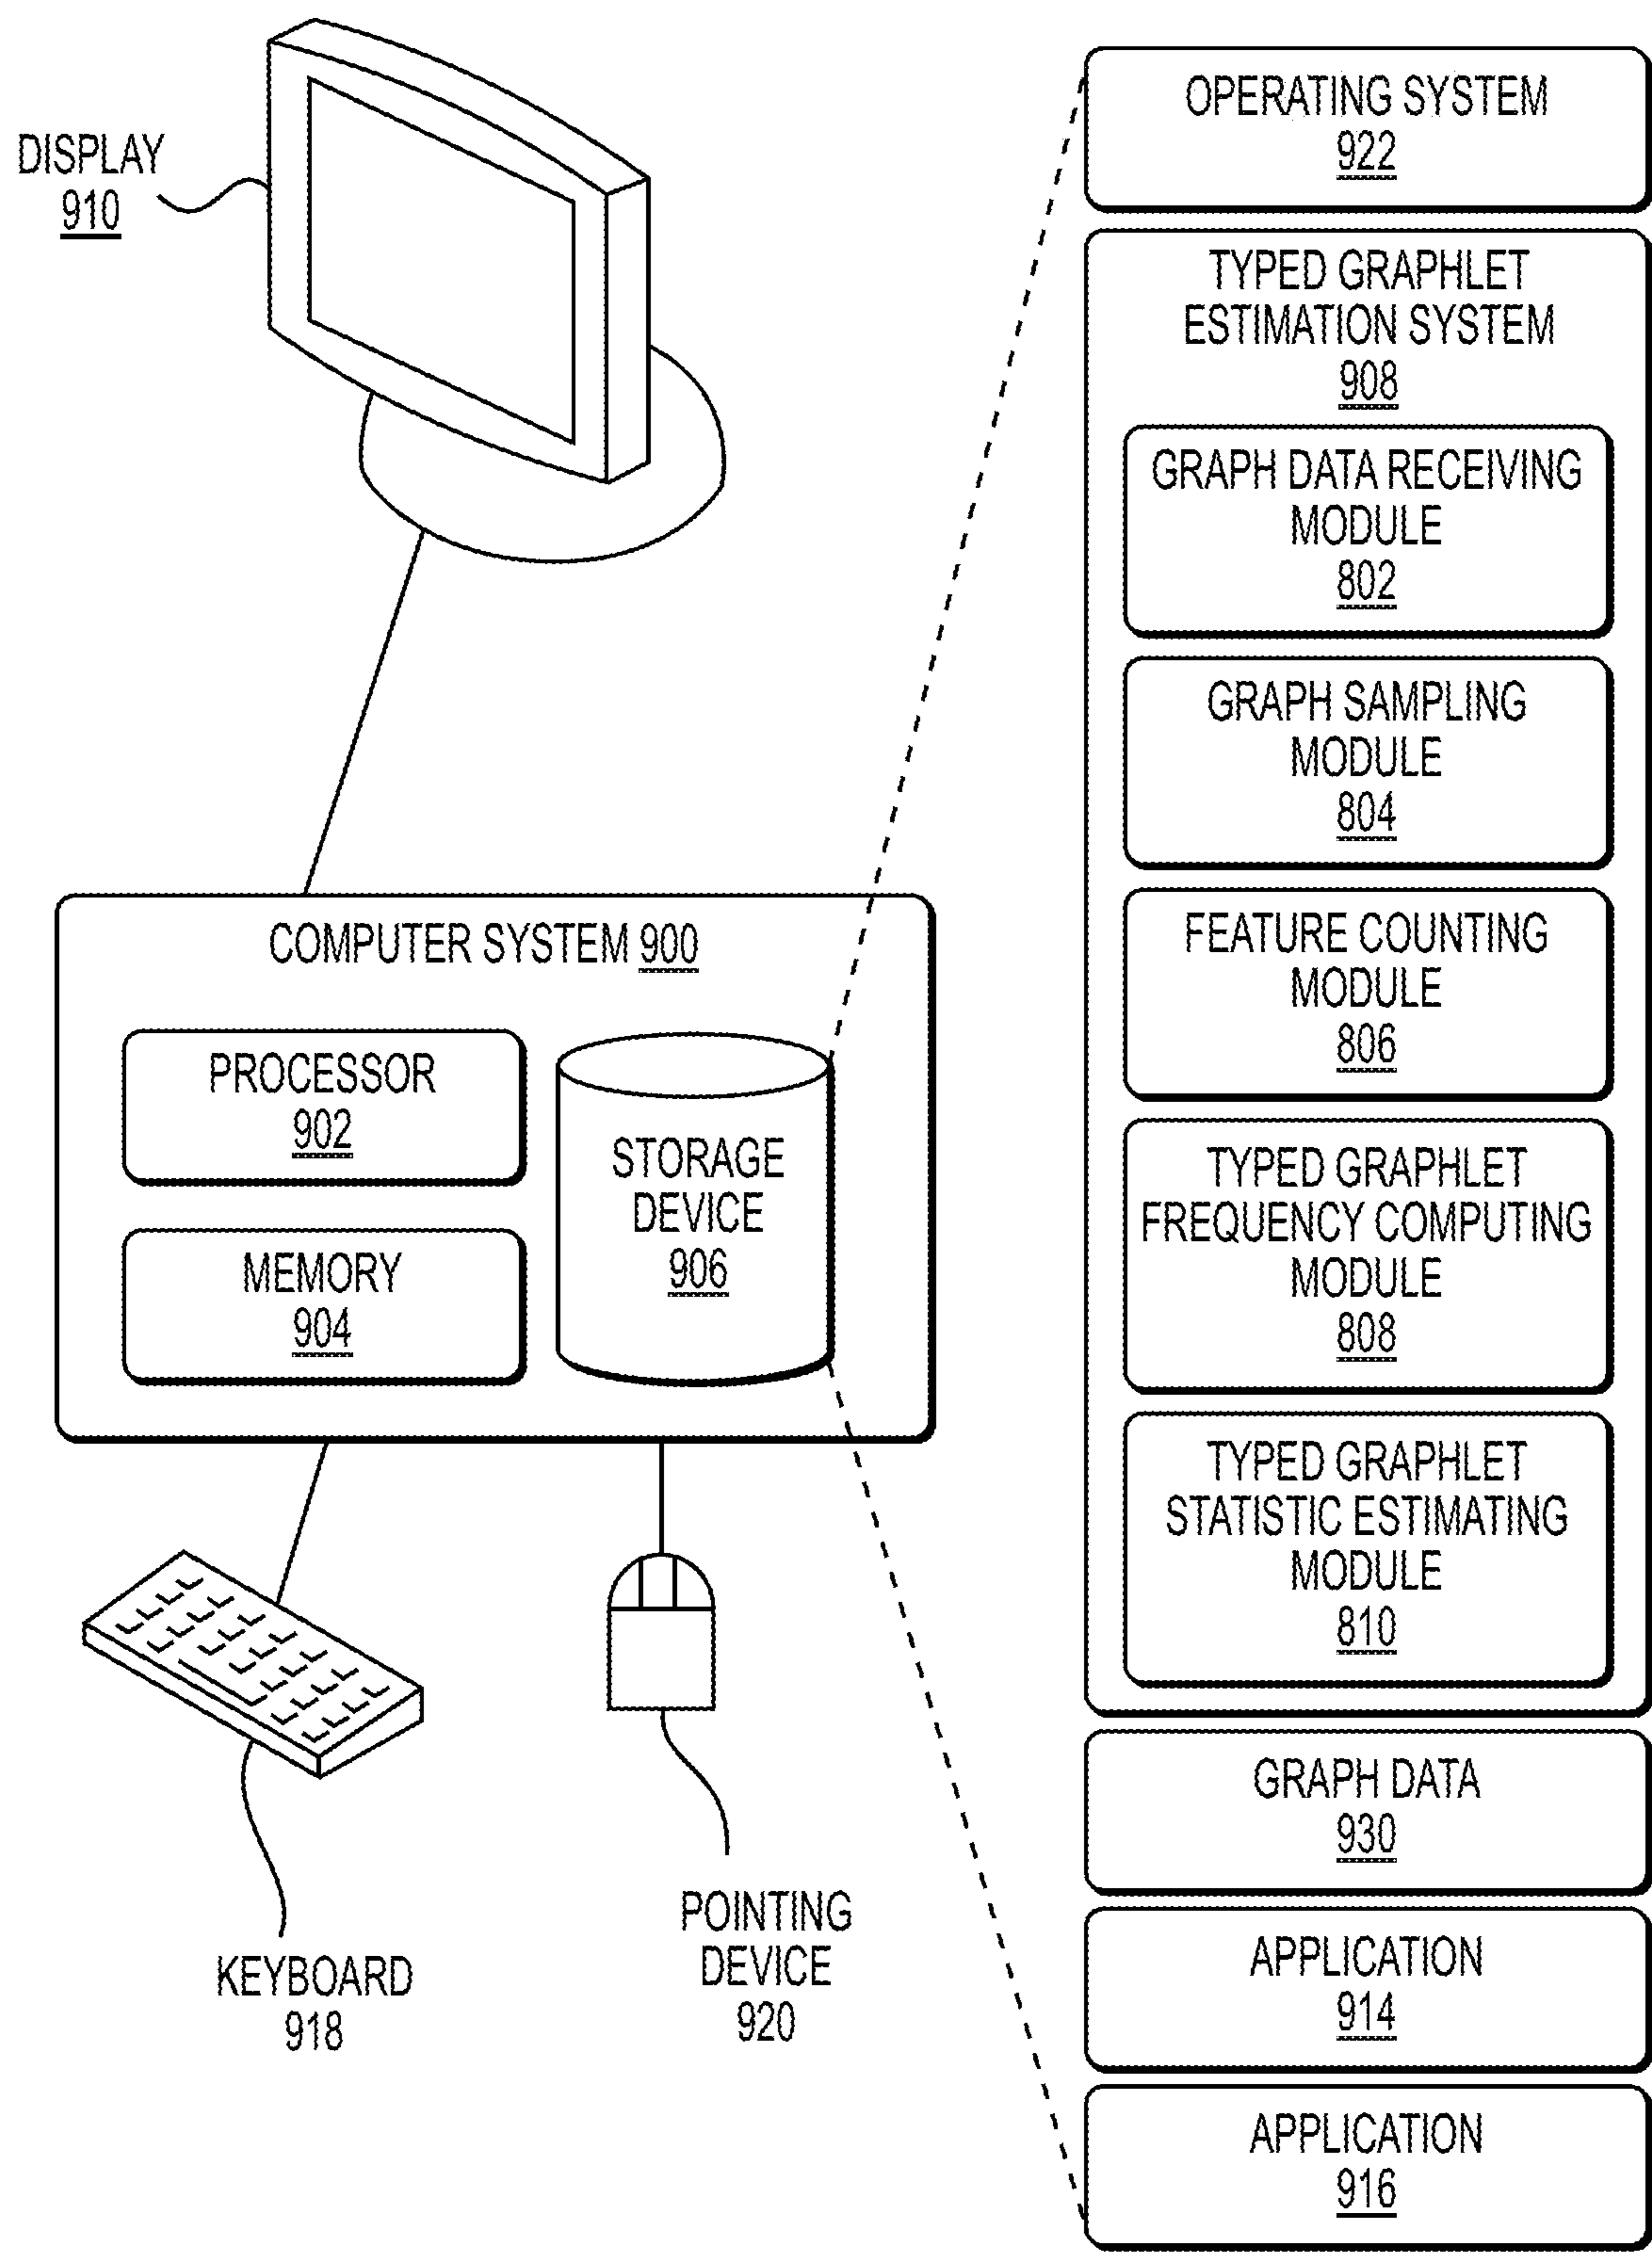 DISPLAY
910
COMPUTER SYSTEM 900
PROCESSOR
902
MEMORY
904
STORAGE
DEVICE
906
KEYBOARD
918
POINTING
DEVICE
920
OPERATING SYSTEM
922
TYPED GRAPHLET
ESTIMATION SYSTEM
908
GRAPH DATA RECEIVING
MODULE
802
GRAPH SAMPLING
MODULE
804
FEATURE COUNTING
MODULE
806
TYPED GRAPHLET
FREQUENCY COMPUTING
MODULE
808
TYPED GRAPHLET
STATISTIC ESTIMATING
MODULE
810
GRAPH DATA
930
APPLICATION
914
APPLICATION
916